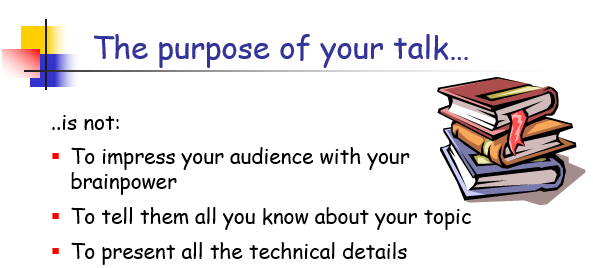 The purpose of your talk…
..is not:
▪ To impress your audience with your
brainpower
▪ To tell them all you know about your topic
▪ To present all the technical details